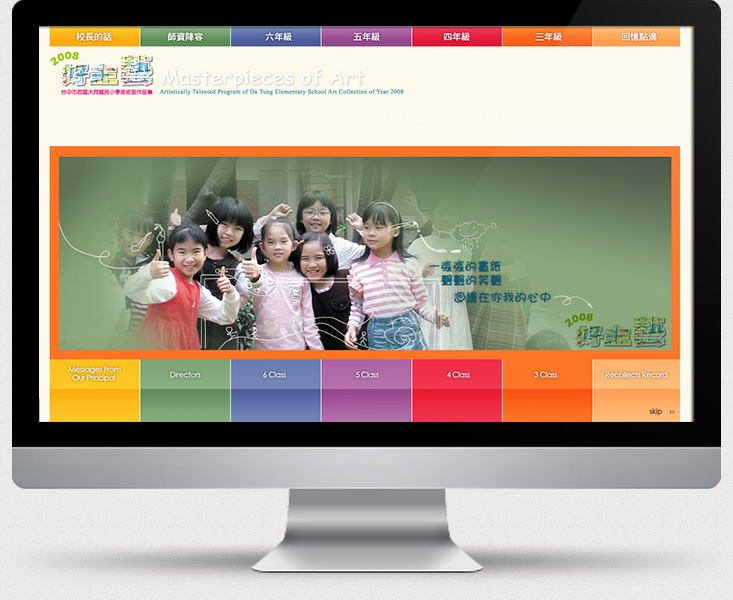 校長的話 師資陣容 六年級 五年級 四年級 三年級 回憶點滴
2008
好生藝
Masterpieces of Art
台中市西區大同國民小學美術班作品集 Artistically Talented Program of Da Tung Elementary School Art Collection of Year 2008
一張張的畫紙
聲聲的笑聲
迴盪在你我的心中
2008
好生藝
Messages From
Our Principal
Directors
6 Class
5 Class
4 Class
3 Class
Recollects Record
skip >>